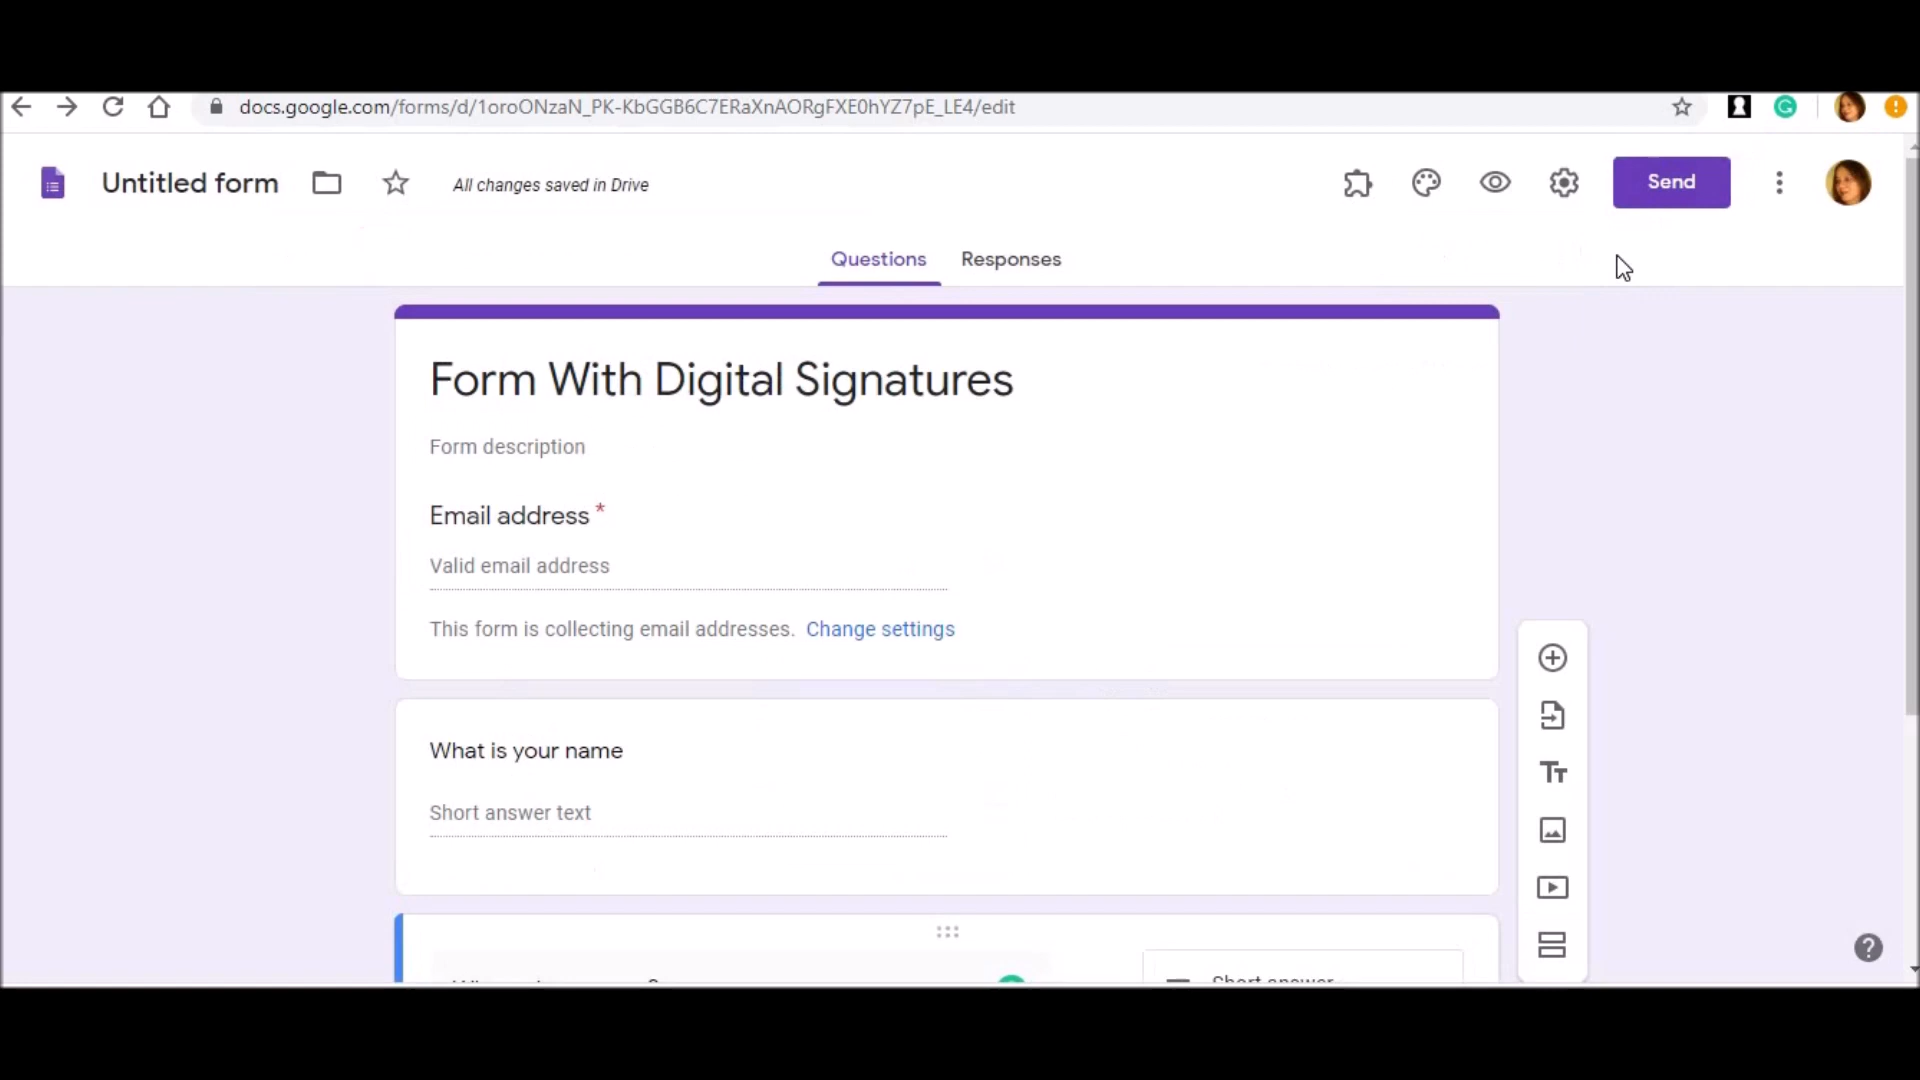 docs.google.com/forms/d/1oroONzaN_PK-KbGGB6C7ERaXnAORgFXE0hYZ7pE_LE4/edit
Untitled form
All changes saved in Drive
Send
Questions
Responses
Form With Digital Signatures
Form description
Email address *
Valid email address
This form is collecting email addresses. Change settings
What is your name
Short answer text
Short answer